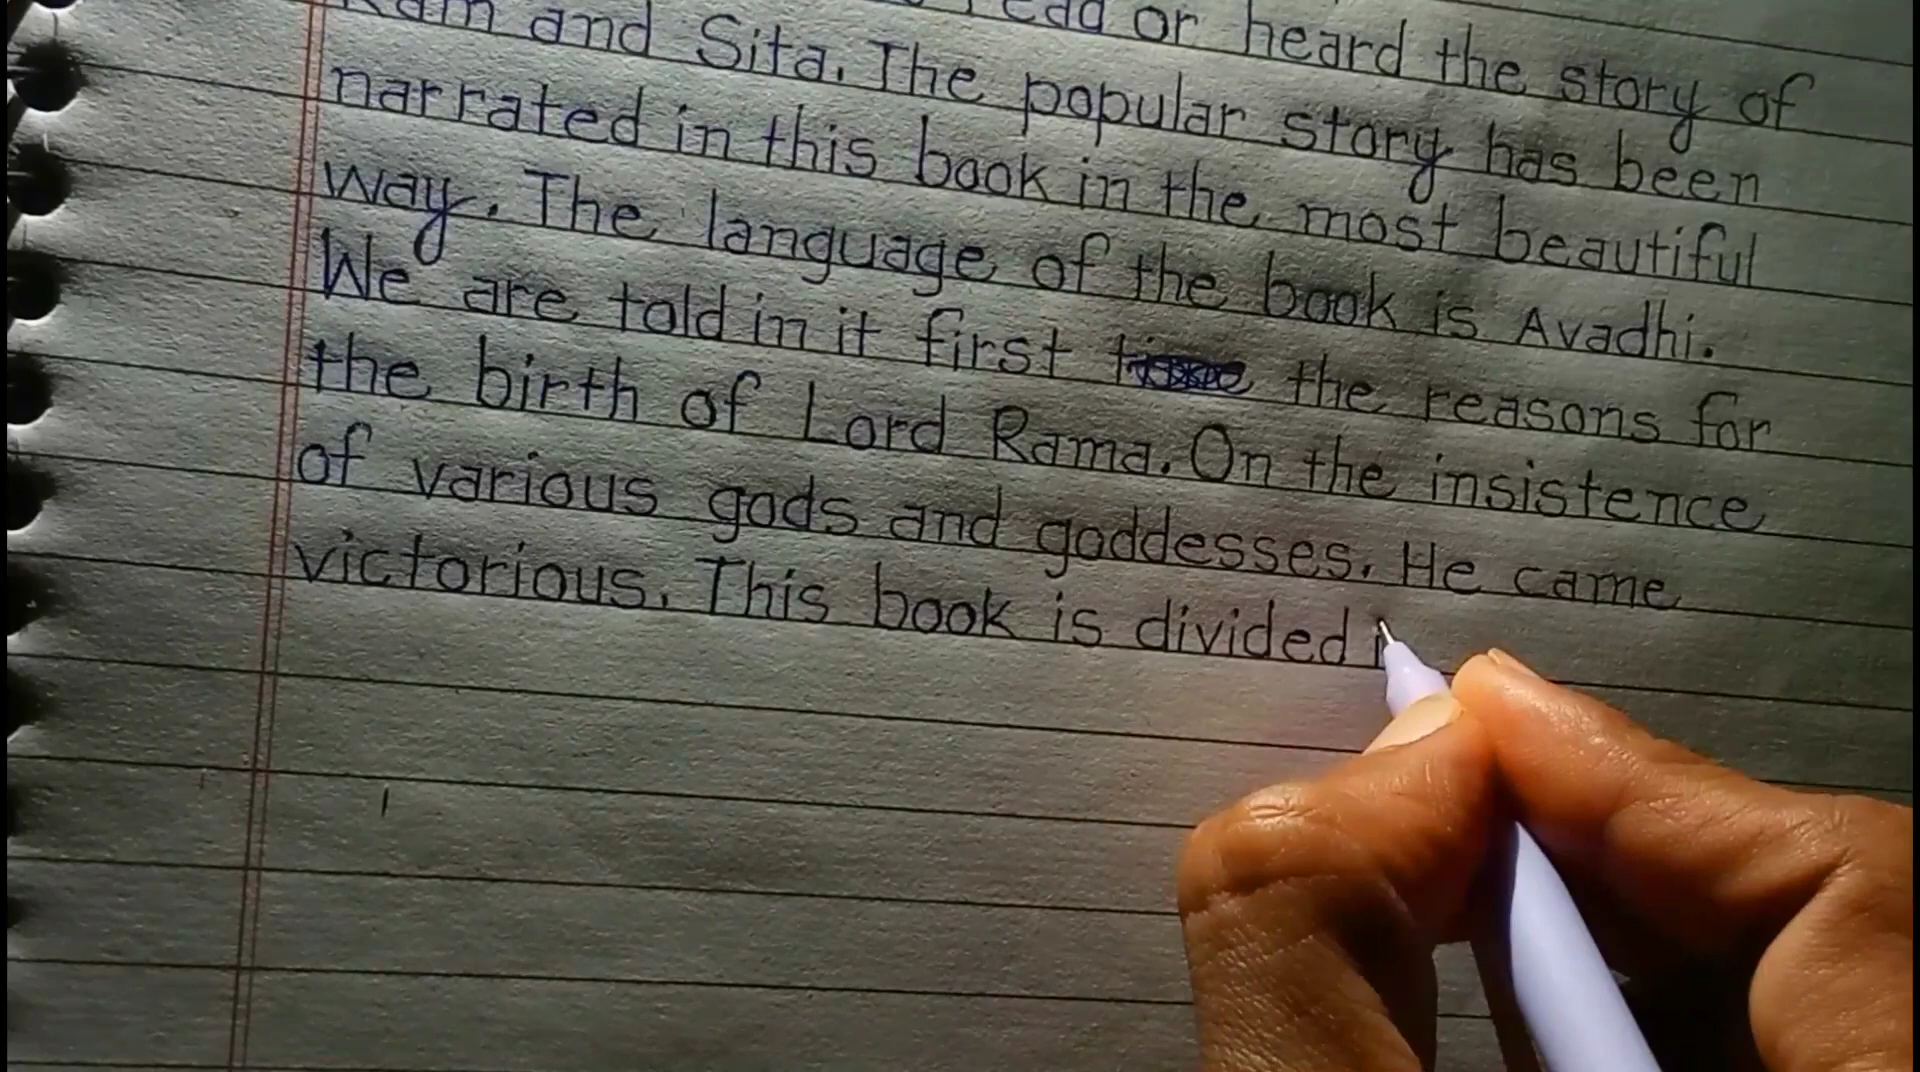 Ram and Sita. The popular story has been
read or heard the story of
narrated in this book in the most beautiful
way. The language of the book is Avadhi.
We are told in it first the reasons for
the birth of Lord Rama. On the insistence
of various gods and goddesses. He came
victorious. This book is divided i